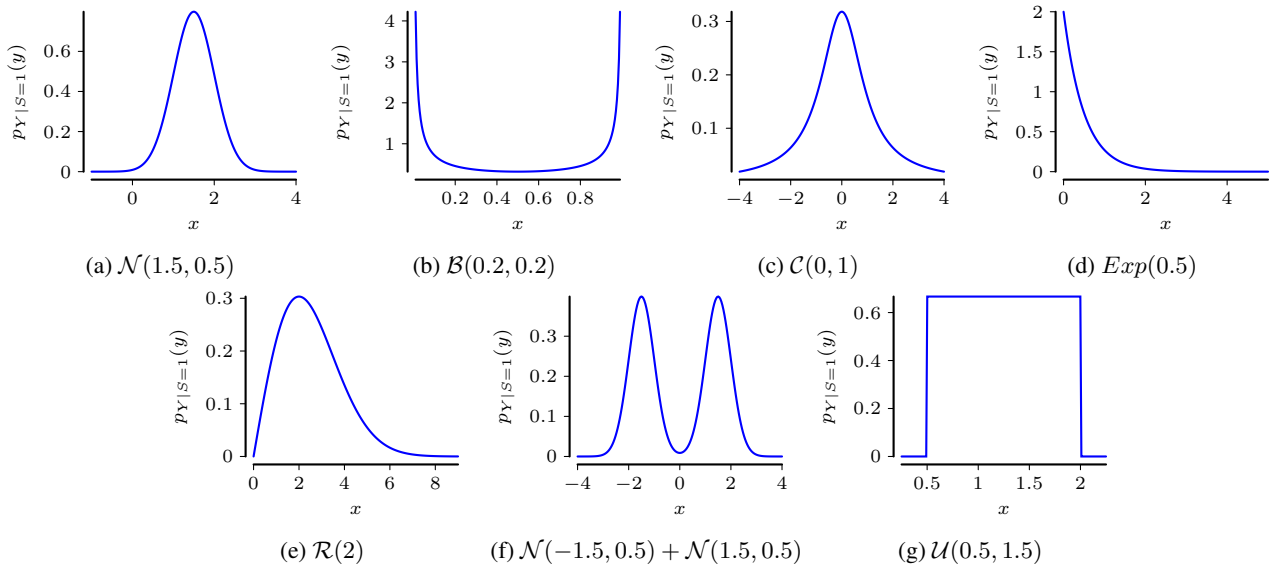 p_{Y|S=1}(y)
0 0.2 0.4 0.6
0 2 4
x
(a) 𝒩(1.5, 0.5)
p_{Y|S=1}(y)
1 2 3 4
0.2 0.4 0.6 0.8
x
(b) ℬ(0.2, 0.2)
p_{Y|S=1}(y)
0.1 0.2 0.3
−4 −2 0 2 4
x
(c) 𝒞(0, 1)
p_{Y|S=1}(y)
0 0.5 1 1.5 2
0 2 4
x
(d) Exp(0.5)
p_{Y|S=1}(y)
0 0.1 0.2 0.3
0 2 4 6 8
x
(e) ℛ(2)
p_{Y|S=1}(y)
0 0.1 0.2 0.3
−4 −2 0 2 4
x
(f) 𝒩(−1.5, 0.5) + 𝒩(1.5, 0.5)
p_{Y|S=1}(y)
0 0.2 0.4 0.6
0.5 1 1.5 2
x
(g) 𝒰(0.5, 1.5)